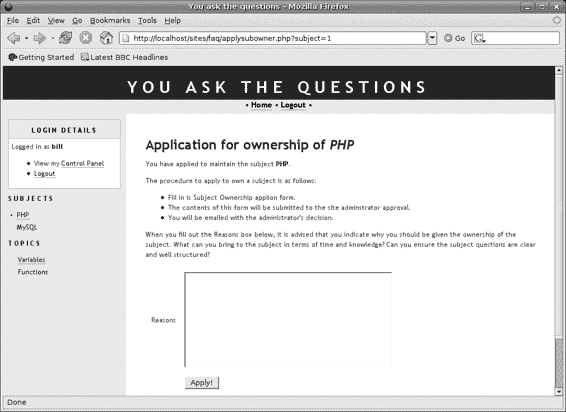 You ask the questions - Mozilla Firefox
File Edit View Go Bookmarks Tools Help
http://localhost/sites/faq/applysubowner.php?subject=1 Go
Getting Started Latest BBC Headlines
YOU ASK THE QUESTIONS
• Home • Logout •
LOGIN DETAILS
Logged in as bill
View my Control Panel
Logout
SUBJECTS
• PHP
MySQL
TOPICS
Variables
Functions
Application for ownership of PHP
You have applied to maintain the subject PHP.
The procedure to apply to own a subject is as follows:
Fill in is Subject Ownership applion form.
The contents of this form will be submitted to the site adminstrator approval.
You will be emailed with the administrator's decision.
When you fill out the Reasons box below, it is advised that you indicate why you should be given the ownership of the
subject. What can you bring to the subject in terms of time and knowledge? Can you ensure the subject questions are clear
and well structured?
Reasons
Apply!
Done